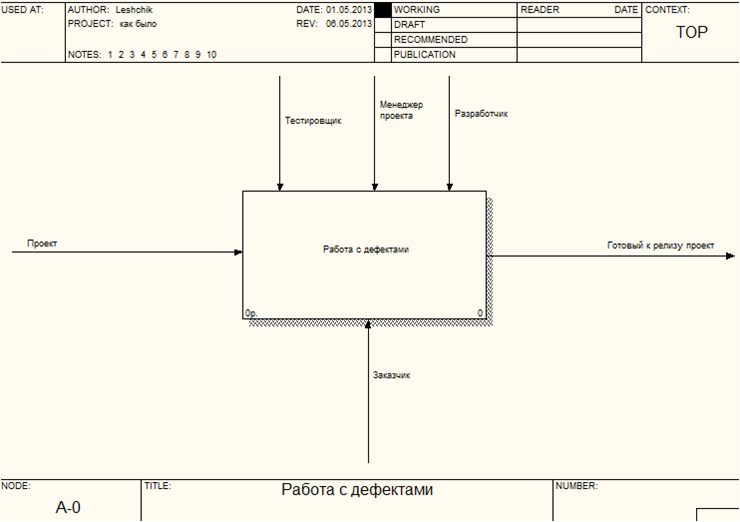 USED AT:
AUTHOR: Leshchik
DATE: 01.05.2013
PROJECT: как было
REV: 06.05.2013
NOTES: 1 2 3 4 5 6 7 8 9 10
WORKING
DRAFT
RECOMMENDED
PUBLICATION
READER
DATE
CONTEXT:
TOP
Тестировщик
Менеджер
проекта
Разработчик
Проект
Работа с дефектами
Готовый к релизу проект
0р.
0
Заказчик
NODE:
A-0
TITLE:
Работа с дефектами
NUMBER: